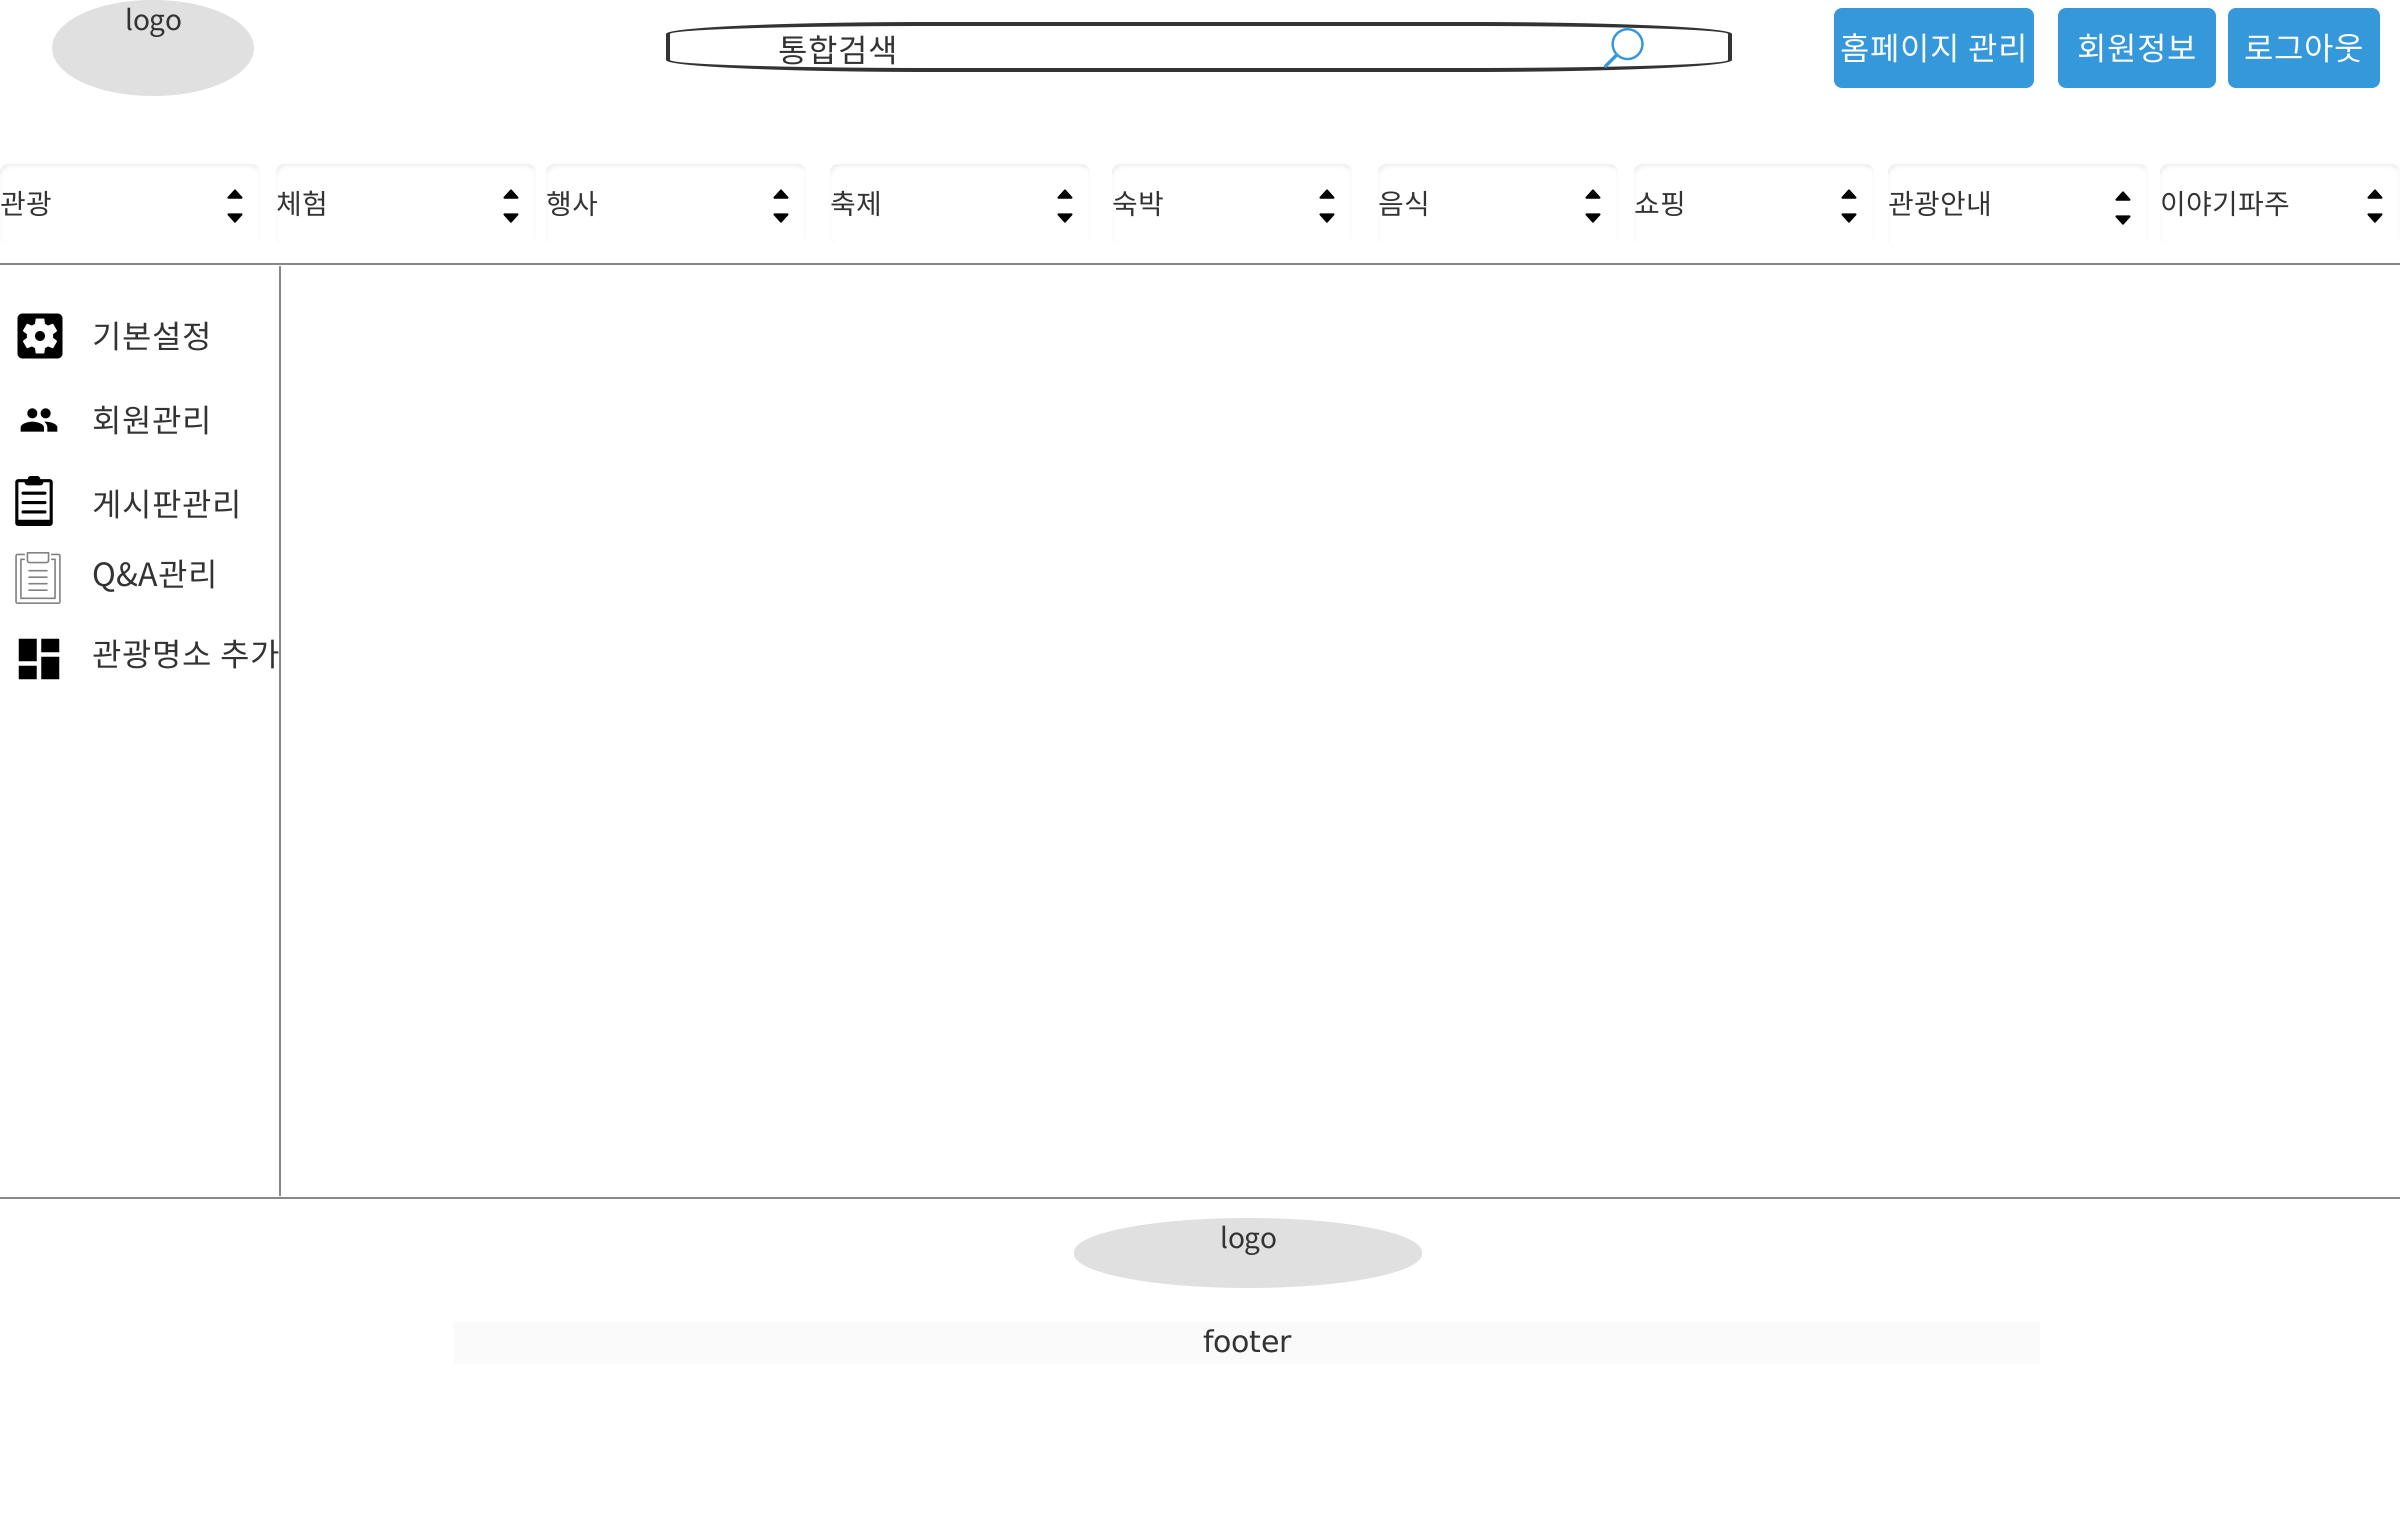 logo
통합검색
홈페이지 관리
회원정보
로그아웃
관광
체험
행사
축제
숙박
음식
쇼핑
관광안내
이야기파주
기본설정
회원관리
게시판관리
Q&A관리
관광명소 추가
logo
footer